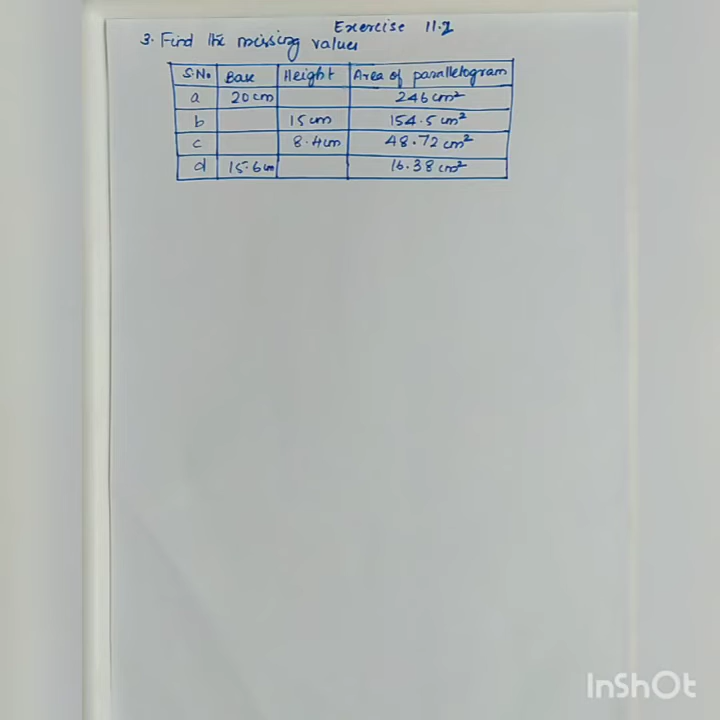 Exercise 11.2
3. Find the missing values
S.No Base Height Area of parallelogram
a 20 cm 246 cm²
b 15 cm 154.5 cm²
c 8.4 cm 48.72 cm²
d 15.6 cm 16.38 cm²
InShOt